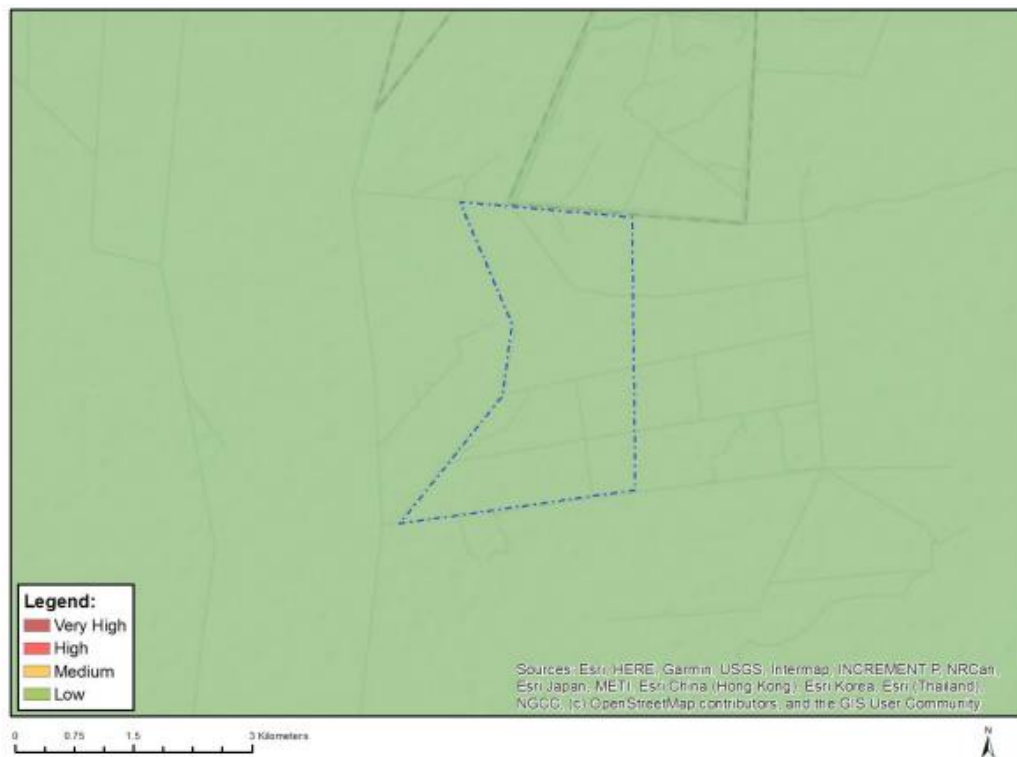 Legend:
Very High
High
Medium
Low
Sources: Esri, HERE, Garmin, USGS, Intermap, INCREMENT P, NRCan,
Esri Japan, METI, Esri China (Hong Kong), Esri Korea, Esri (Thailand),
NGCC, (c) OpenStreetMap contributors, and the GIS User Community
0 0.75 1.5 3 Kilometers
N